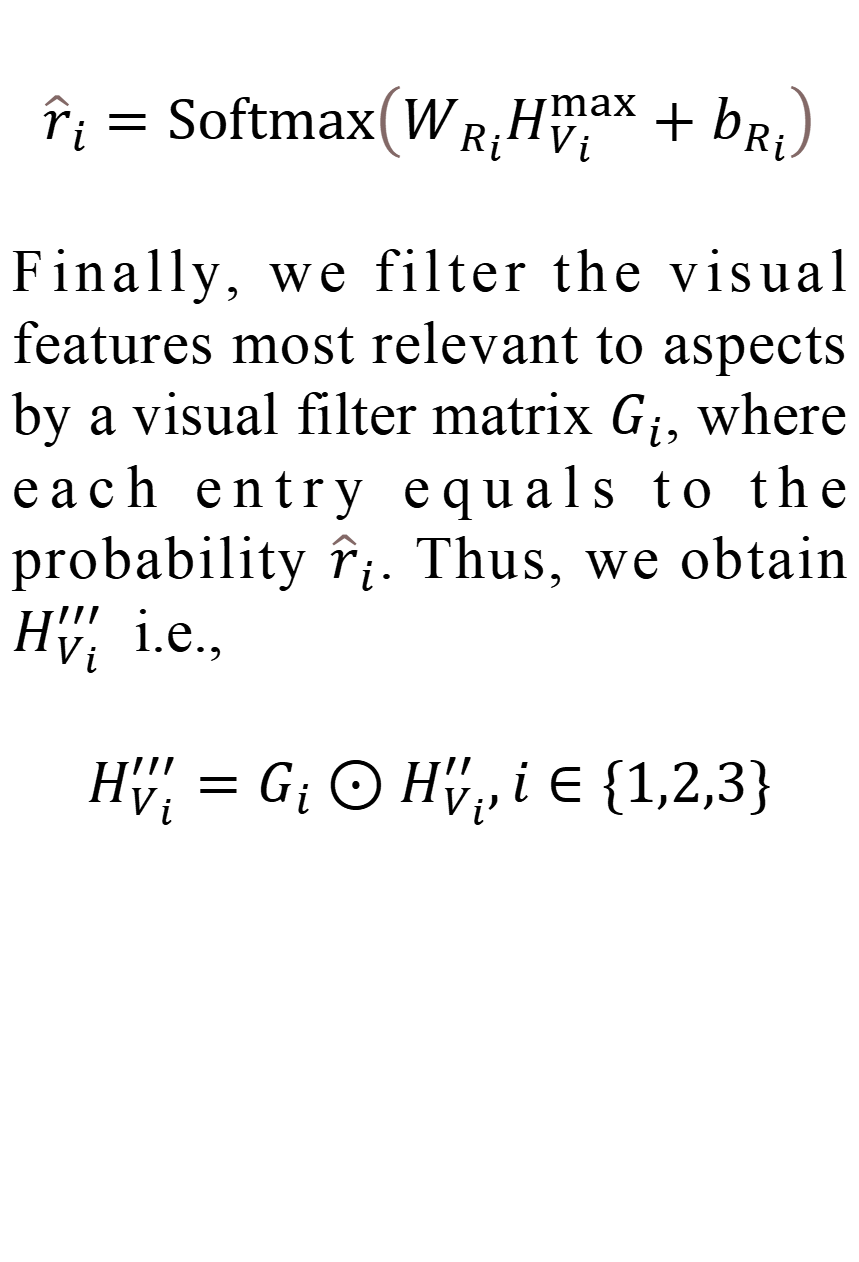 r̂_i = Softmax(W_{R_i} H_{V_i}^{max} + b_{R_i})
Finally, we filter the visual
features most relevant to aspects
by a visual filter matrix G_i, where
each entry equals to the
probability r̂_i. Thus, we obtain
H'''_{V_i} i.e.,
H'''_{V_i} = G_i ⊙ H''_{V_i}, i ∈ {1,2,3}